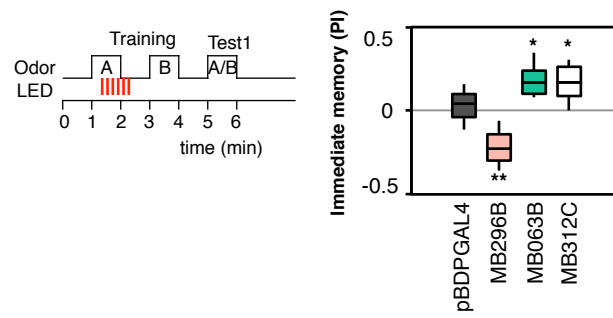 Training
Test1
Odor
A
B
A/B
LED
0 1 2 3 4 5 6
time (min)
Immediate memory (PI)
0.5
0
-0.5
*
*
**
pBDPGAL4
MB296B
MB063B
MB312C